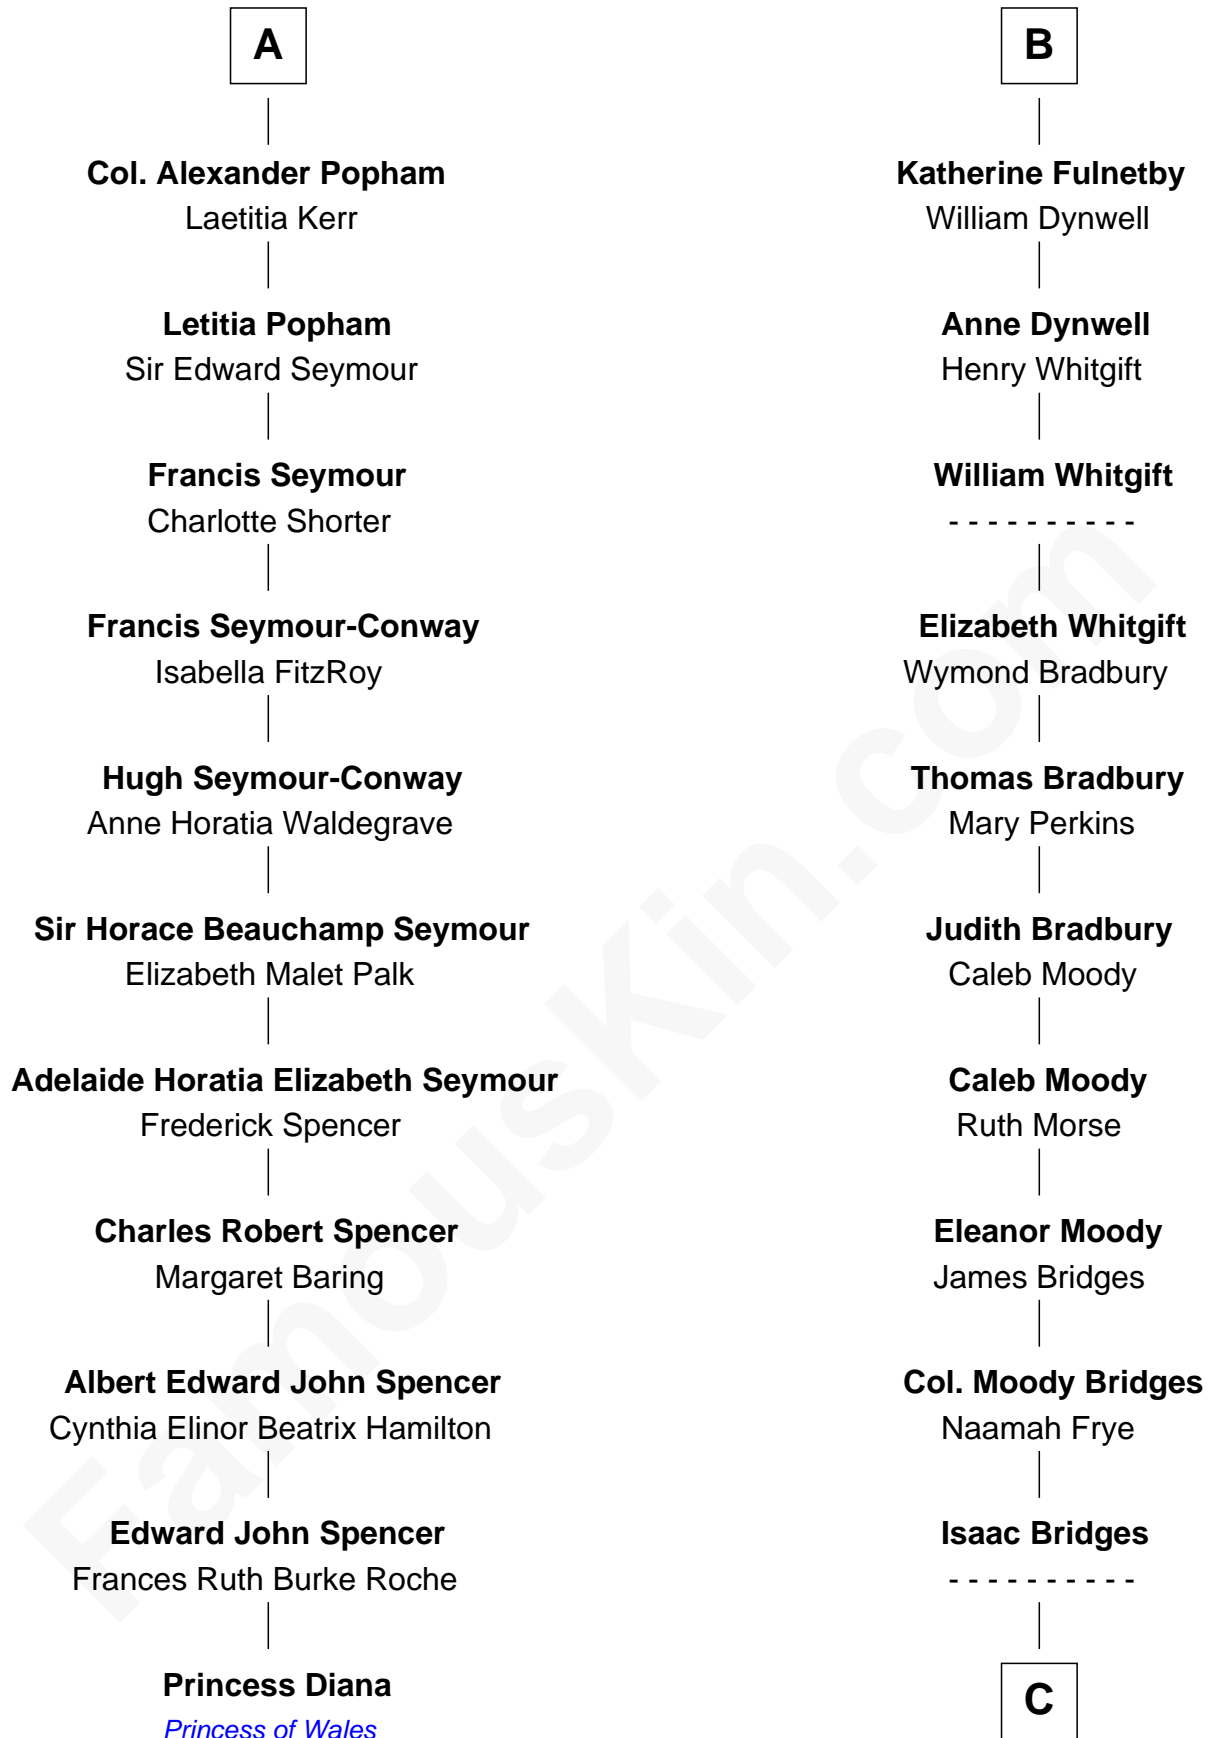 A
Col. Alexander Popham
Laetitia Kerr
Letitia Popham
Sir Edward Seymour
Francis Seymour
Charlotte Shorter
Francis Seymour-Conway
Isabella FitzRoy
Hugh Seymour-Conway
Anne Horatia Waldegrave
Sir Horace Beauchamp Seymour
Elizabeth Malet Palk
Adelaide Horatia Elizabeth Seymour
Frederick Spencer
Charles Robert Spencer
Margaret Baring
Albert Edward John Spencer
Cynthia Elinor Beatrix Hamilton
Edward John Spencer
Frances Ruth Burke Roche
Princess Diana
Princess of Wales
B
Katherine Fulnetby
William Dynwell
Anne Dynwell
Henry Whitgift
William Whitgift
- - - - - - - - - -
Elizabeth Whitgift
Wymond Bradbury
Thomas Bradbury
Mary Perkins
Judith Bradbury
Caleb Moody
Caleb Moody
Ruth Morse
Eleanor Moody
James Bridges
Col. Moody Bridges
Naamah Frye
Isaac Bridges
- - - - - - - - - -
C
FamousKin.com